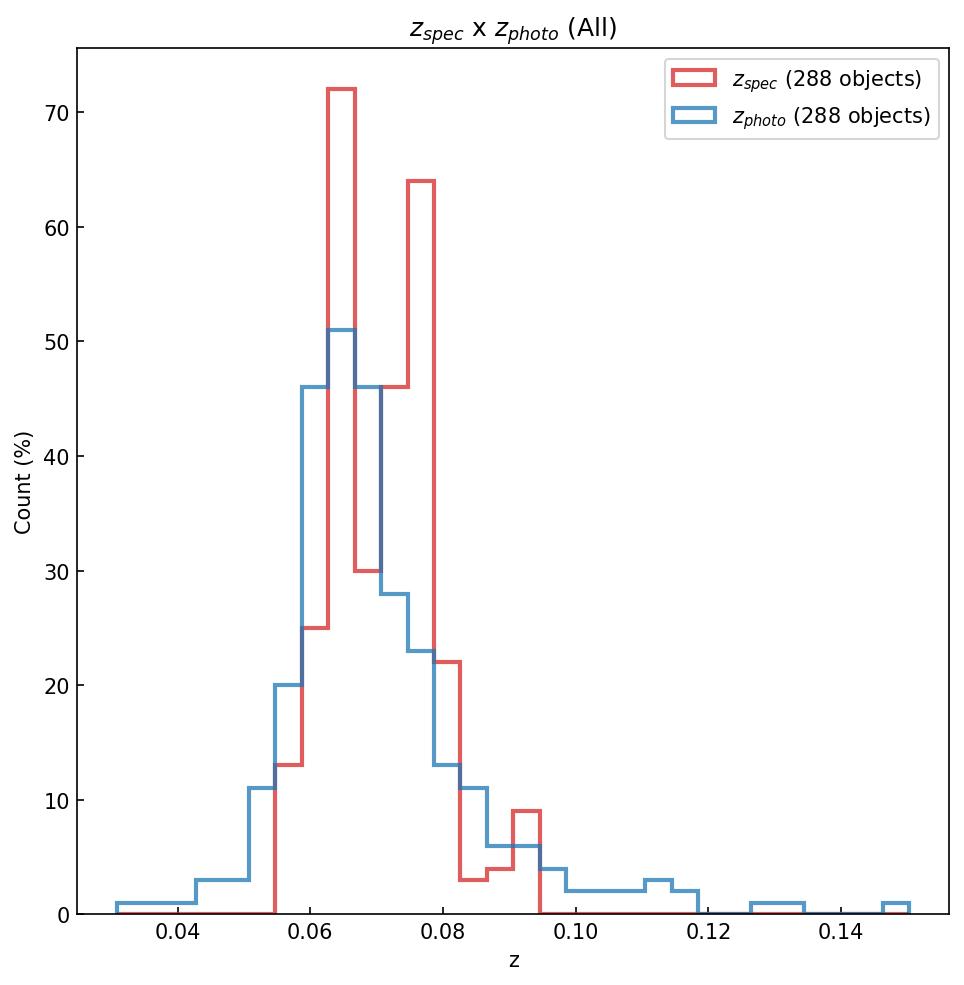 z_spec x z_photo (All)
z_spec (288 objects)
z_photo (288 objects)
Count (%)
70
60
50
40
30
20
10
0
0.04 0.06 0.08 0.10 0.12 0.14
z